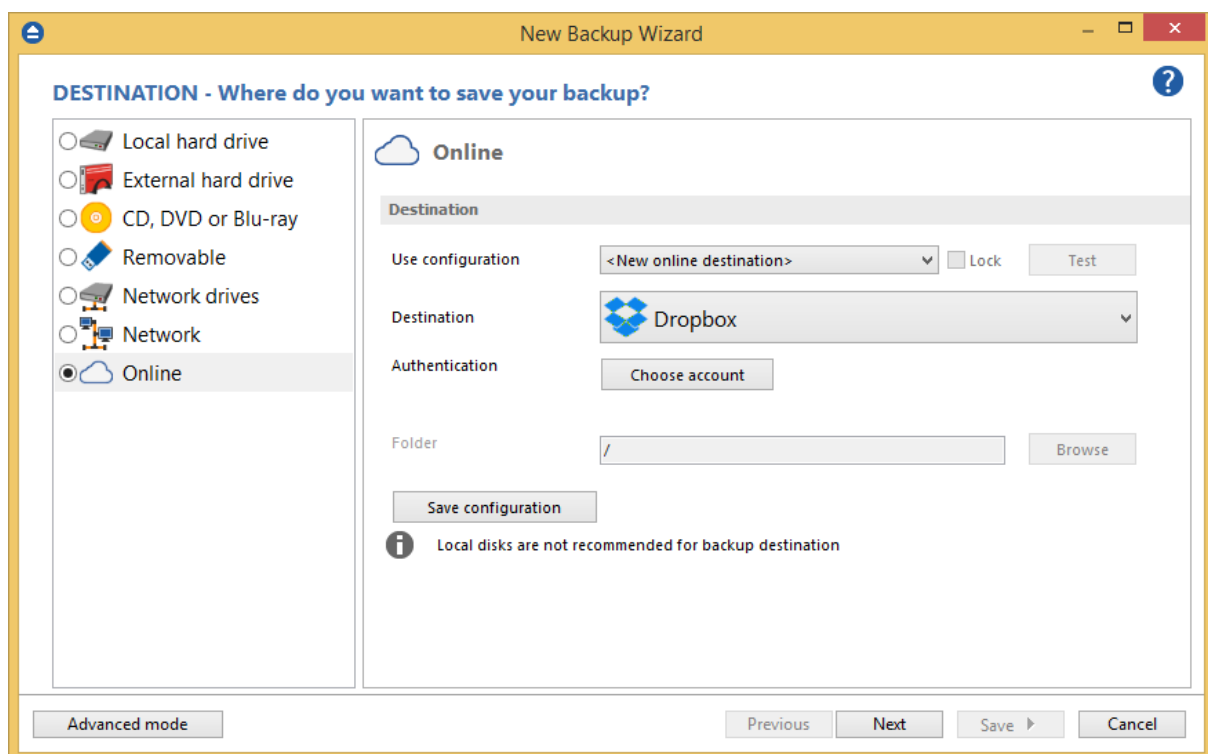 New Backup Wizard
DESTINATION - Where do you want to save your backup?
?
Local hard drive
External hard drive
CD, DVD or Blu-ray
Removable
Network drives
Network
Online
Online
Destination
Use configuration <New online destination> Lock Test
Destination Dropbox
Authentication Choose account
Folder / Browse
Save configuration
i Local disks are not recommended for backup destination
Advanced mode Previous Next Save Cancel